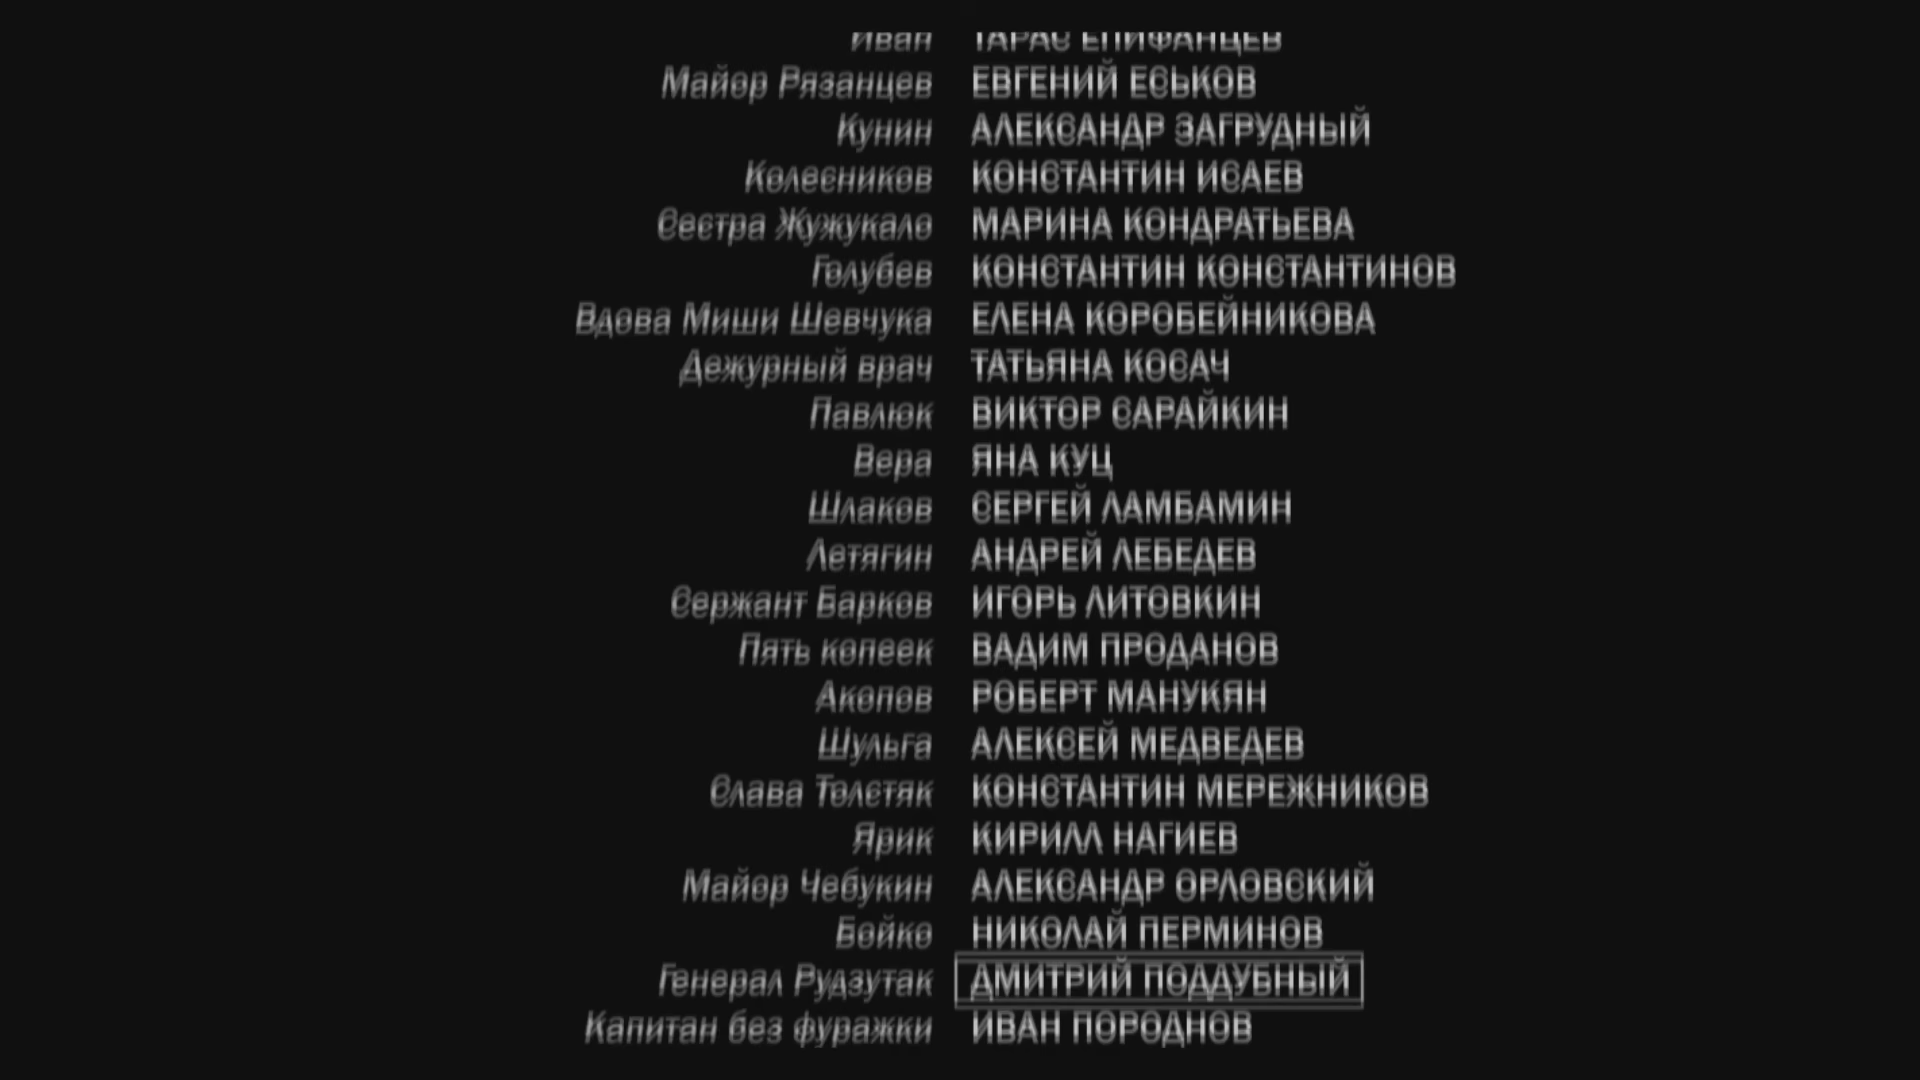 Иван ТАРАС ЕПИФАНЦЕВ
Майор Рязанцев ЕВГЕНИЙ ЕСЬКОВ
Кунин АЛЕКСАНДР ЗАГРУДНЫЙ
Колесников КОНСТАНТИН ИСАЕВ
Сестра Жужукало МАРИНА КОНДРАТЬЕВА
Голубев КОНСТАНТИН КОНСТАНТИНОВ
Вдова Миши Шевчука ЕЛЕНА КОРОБЕЙНИКОВА
Дежурный врач ТАТЬЯНА КОСАЧ
Павлюк ВИКТОР САРАЙКИН
Вера ЯНА КУЦ
Шлаков СЕРГЕЙ ЛАМБАМИН
Летягин АНДРЕЙ ЛЕБЕДЕВ
Сержант Барков ИГОРЬ ЛИТОВКИН
Пять копеек ВАДИМ ПРОДАНОВ
Акопов РОБЕРТ МАНУКЯН
Шульга АЛЕКСЕЙ МЕДВЕДЕВ
Слава Толстяк КОНСТАНТИН МЕРЕЖНИКОВ
Ярик КИРИЛЛ НАГИЕВ
Майор Чебукин АЛЕКСАНДР ОРЛОВСКИЙ
Бойко НИКОЛАЙ ПЕРМИНОВ
Генерал Рудзутак ДМИТРИЙ ПОДДУБНЫЙ
Капитан без фуражки ИВАН ПОРОДНОВ